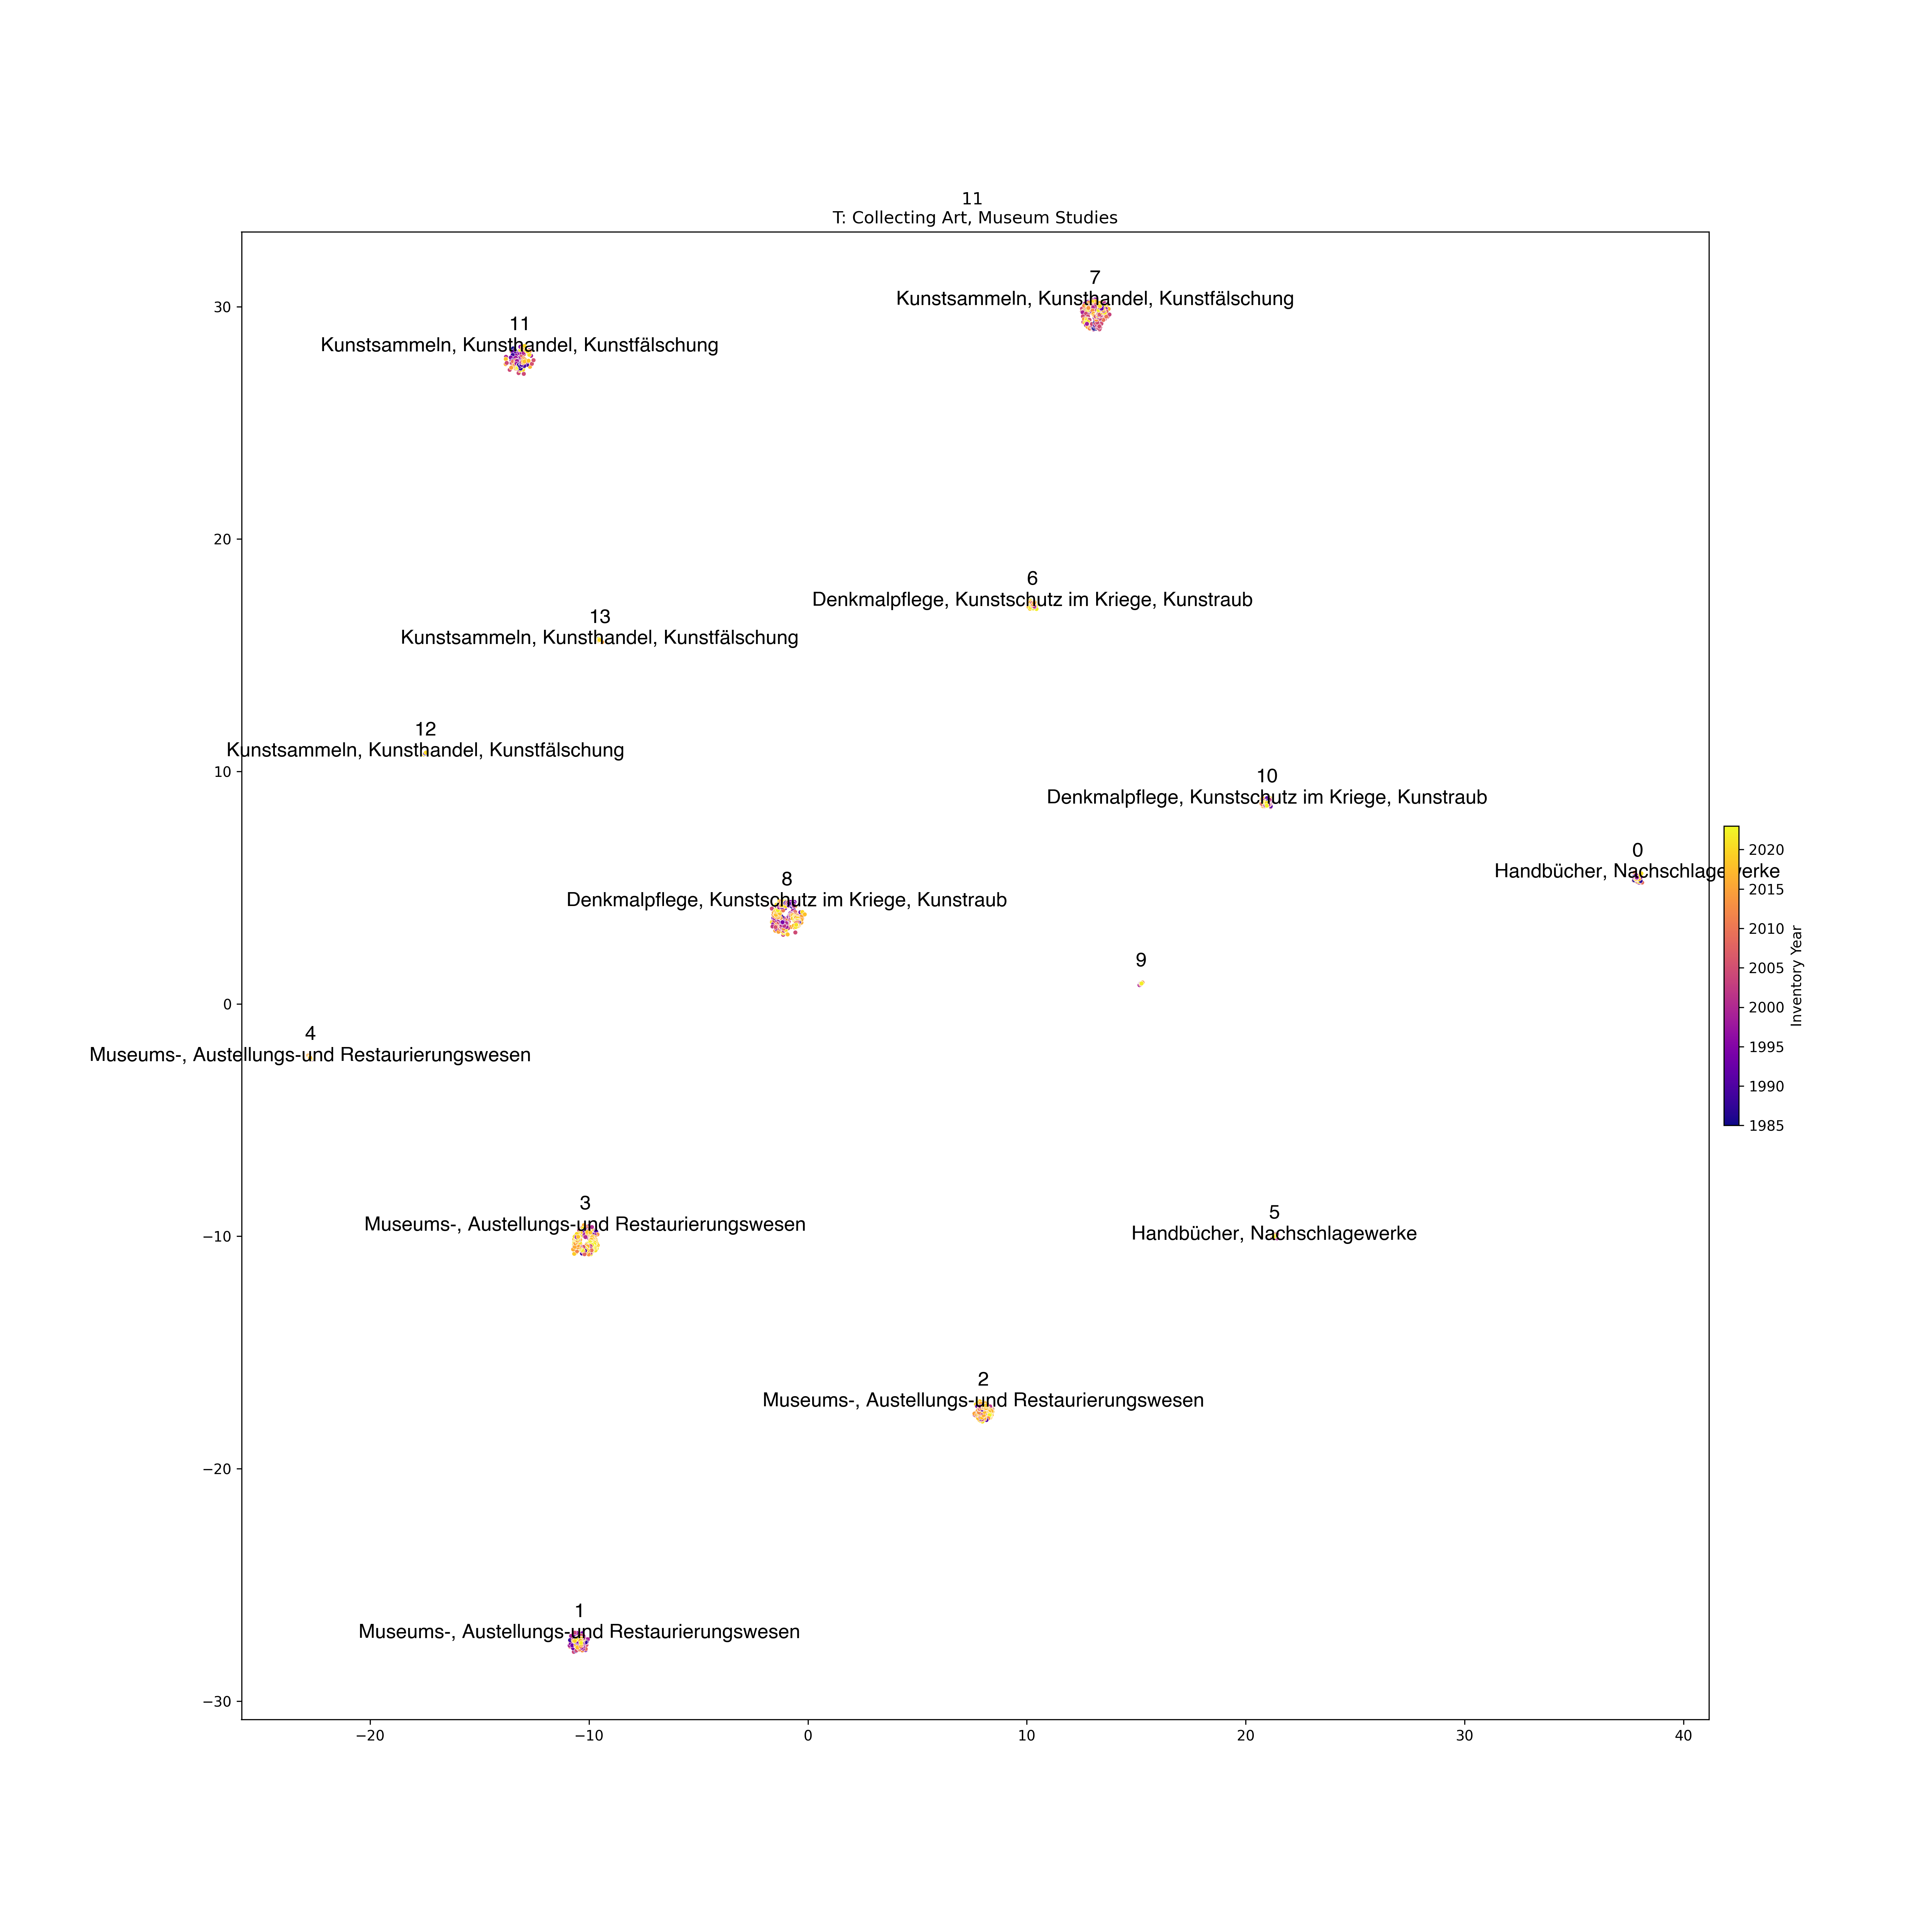 11
T: Collecting Art, Museum Studies
7
Kunstsammeln, Kunsthandel, Kunstfälschung
11
Kunstsammeln, Kunsthandel, Kunstfälschung
6
Denkmalpflege, Kunstschutz im Kriege, Kunstraub
13
Kunstsammeln, Kunsthandel, Kunstfälschung
12
Kunstsammeln, Kunsthandel, Kunstfälschung
10
Denkmalpflege, Kunstschutz im Kriege, Kunstraub
0
Handbücher, Nachschlagewerke
8
Denkmalpflege, Kunstschutz im Kriege, Kunstraub
9
4
Museums-, Austellungs-und Restaurierungswesen
3
Museums-, Austellungs-und Restaurierungswesen
5
Handbücher, Nachschlagewerke
2
Museums-, Austellungs-und Restaurierungswesen
1
Museums-, Austellungs-und Restaurierungswesen
30
20
10
0
−10
−20
−30
−20
−10
0
10
20
30
40
2020
2015
2010
2005
2000
1995
1990
1985
Inventory Year